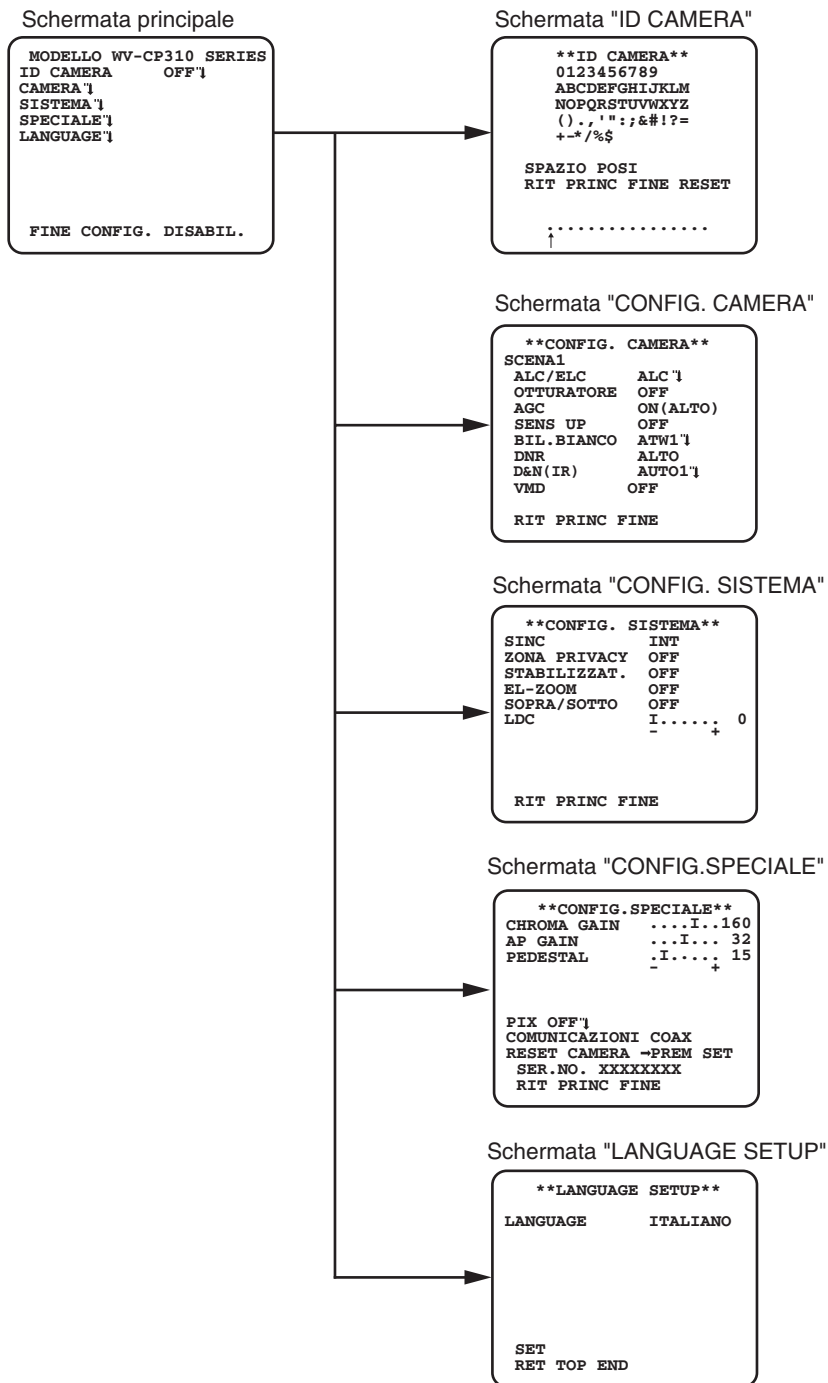 Schermata principale
MODELLO WV-CP310 SERIES
ID CAMERA OFF
CAMERA
SISTEMA
SPECIALE
LANGUAGE
FINE CONFIG. DISABIL.
Schermata "ID CAMERA"
**ID CAMERA**
0123456789
ABCDEFGHIJKLM
NOPQRSTUVWXYZ
().,'":;&#!?=
+-*/%$
SPAZIO POSI
RIT PRINC FINE RESET
................
↑
Schermata "CONFIG. CAMERA"
**CONFIG. CAMERA**
SCENA1
ALC/ELC ALC
OTTURATORE OFF
AGC ON(ALTO)
SENS UP OFF
BIL.BIANCO ATW1
DNR ALTO
D&N(IR) AUTO1
VMD OFF
RIT PRINC FINE
Schermata "CONFIG. SISTEMA"
**CONFIG. SISTEMA**
SINC INT
ZONA PRIVACY OFF
STABILIZZAT. OFF
EL-ZOOM OFF
SOPRA/SOTTO OFF
LDC I...... 0
- +
RIT PRINC FINE
Schermata "CONFIG.SPECIALE"
**CONFIG.SPECIALE**
CHROMA GAIN ....I..160
AP GAIN ...I... 32
PEDESTAL .I..... 15
- +
PIX OFF
COMUNICAZIONI COAX
RESET CAMERA →PREM SET
SER.NO. XXXXXXXX
RIT PRINC FINE
Schermata "LANGUAGE SETUP"
**LANGUAGE SETUP**
LANGUAGE ITALIANO
SET
RET TOP END